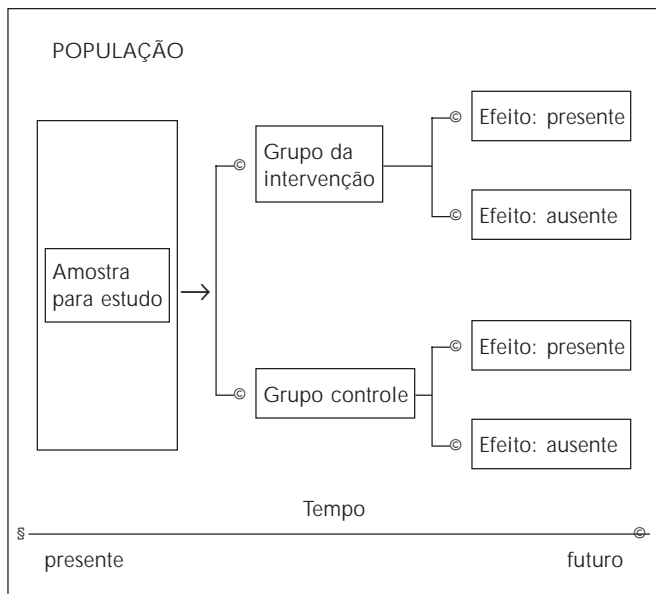 POPULAÇÃO
Amostra
para estudo
Grupo da
intervenção
Efeito: presente
Efeito: ausente
Grupo controle
Efeito: presente
Efeito: ausente
Tempo
presente
futuro